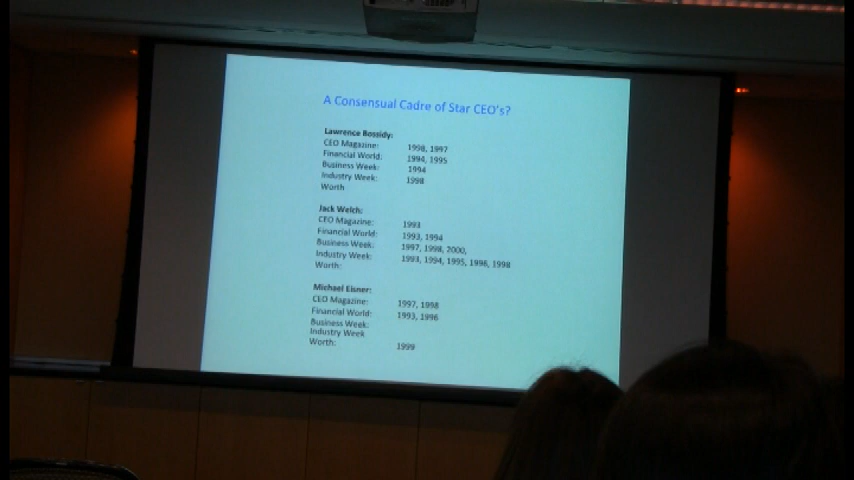 A Consensual Cadre of Star CEO's?
Lawrence Bossidy:
CEO Magazine: 1998, 1997
Financial World: 1994, 1995
Business Week: 1994
Industry Week: 1998
Worth
Jack Welch:
CEO Magazine: 1993
Financial World: 1993, 1994
Business Week: 1997, 1998, 2000,
Industry Week: 1993, 1994, 1995, 1996, 1998
Worth:
Michael Eisner:
CEO Magazine: 1997, 1998
Financial World: 1993, 1996
Business Week:
Industry Week
Worth: 1999